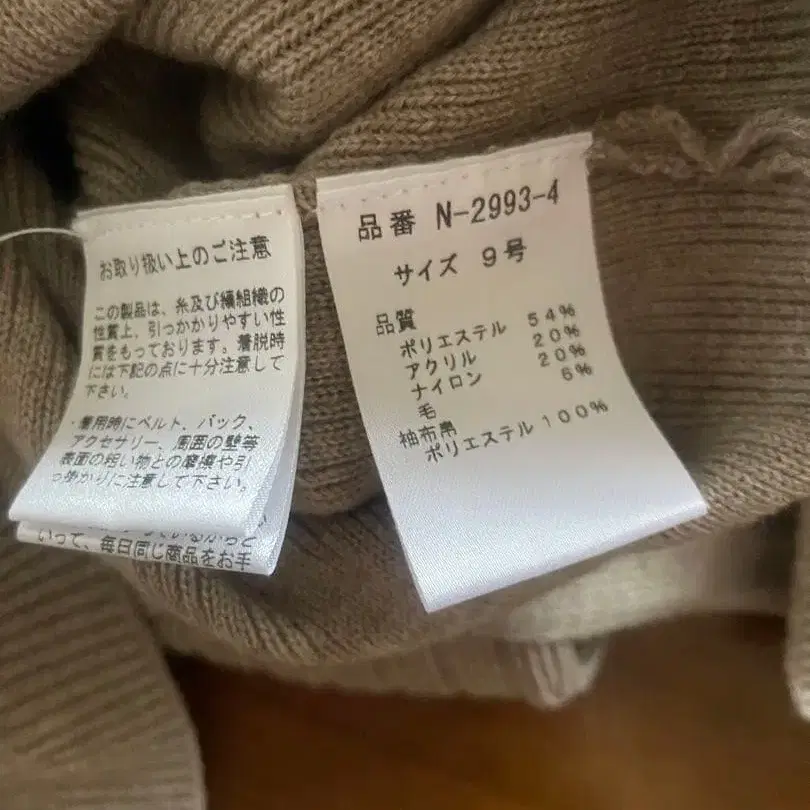 お取り扱い上のご注意
この製品は、糸及び編組織の
性質上、引っかかりやすい性
質をもっております。着脱時
には下記の点に十分注意して
下さい。
・着用時にベルト、バック、
アクセサリー、周囲の壁等
表面の粗い物との摩擦や引
っ掛かりに注意して下さい。
いって、毎日同じ商品をお手
品番 N-2993-4
サイズ 9号
品質
ポリエステル 54%
アクリル 20%
ナイロン 20%
毛 6%
袖布帛
ポリエステル100%